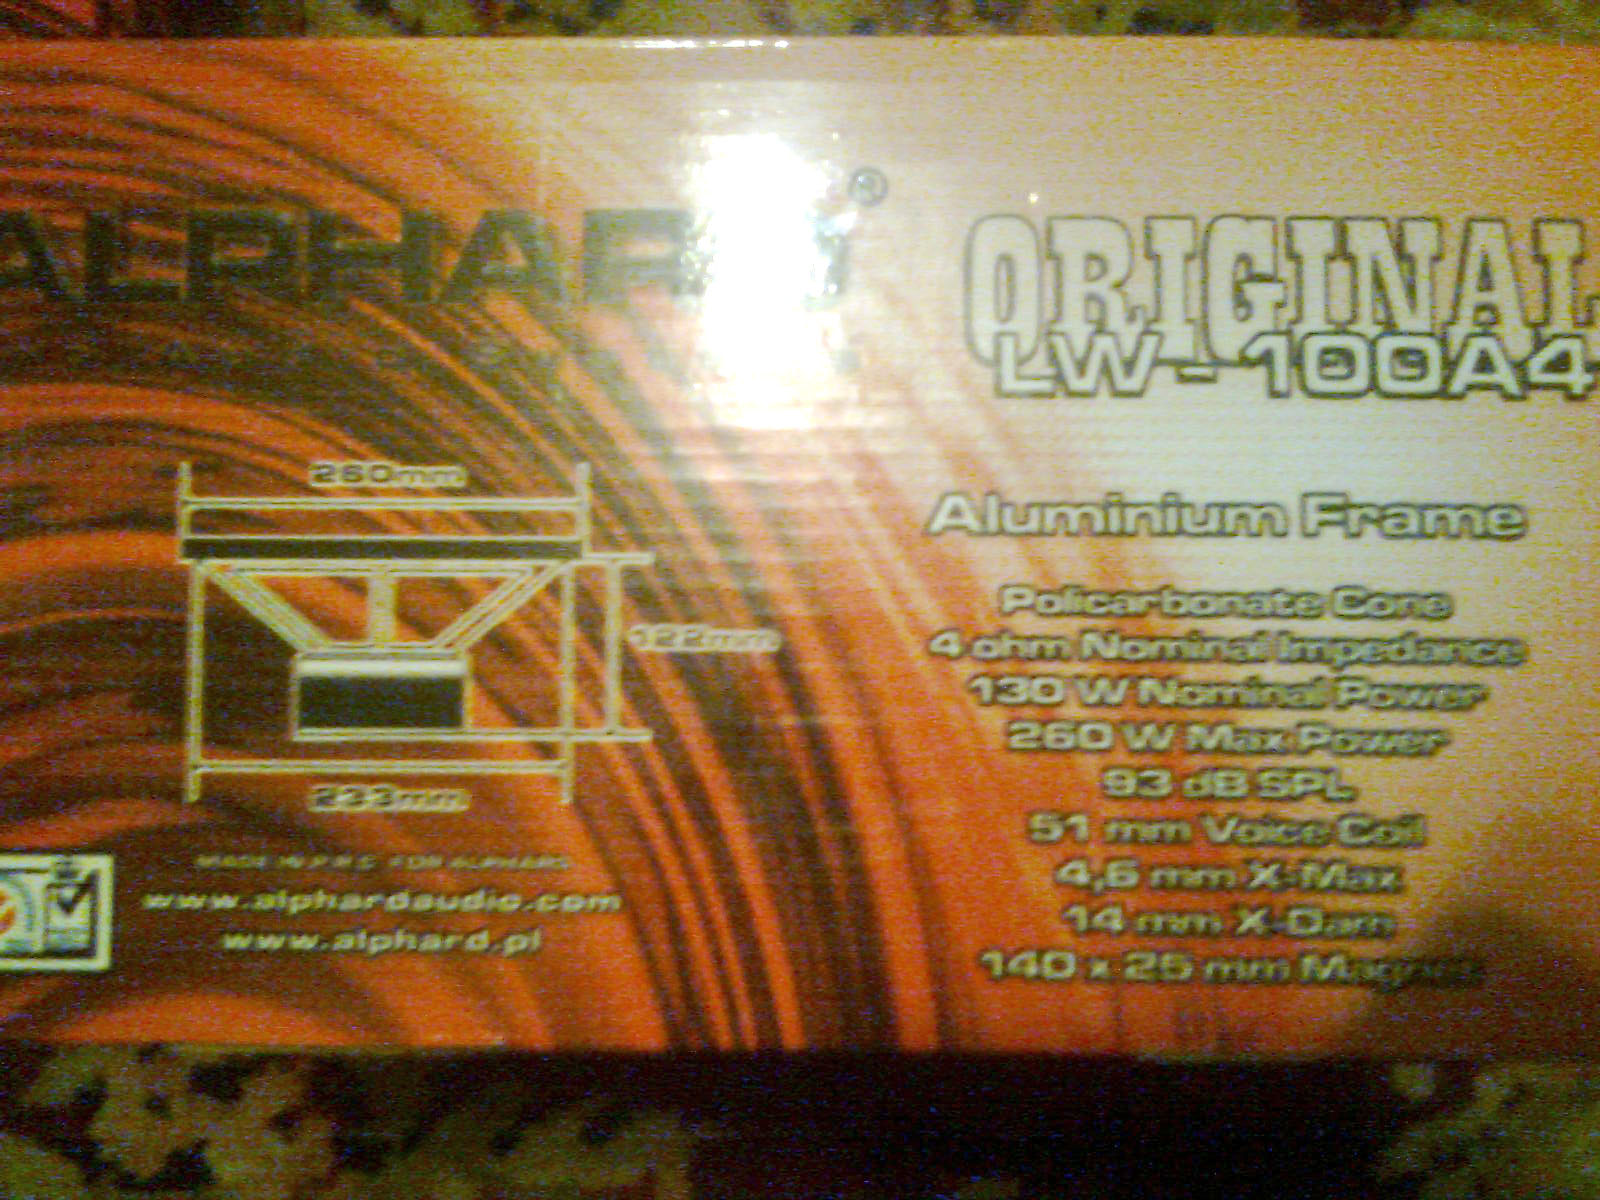 ALPHARD®
ORIGINAL
LW - 100A4
260mm
122mm
233mm
Aluminium Frame
Policarbonate Cone
4 ohm Nominal Impedance
130 W Nominal Power
260 W Max Power
93 dB SPL
51 mm Voice Coil
4,6 mm X-Max
14 mm X-Dam
140 x 25 mm Magnet
MADE IN P.R.C. FOR ALPHARD
www.alphardaudio.com
www.alphard.pl